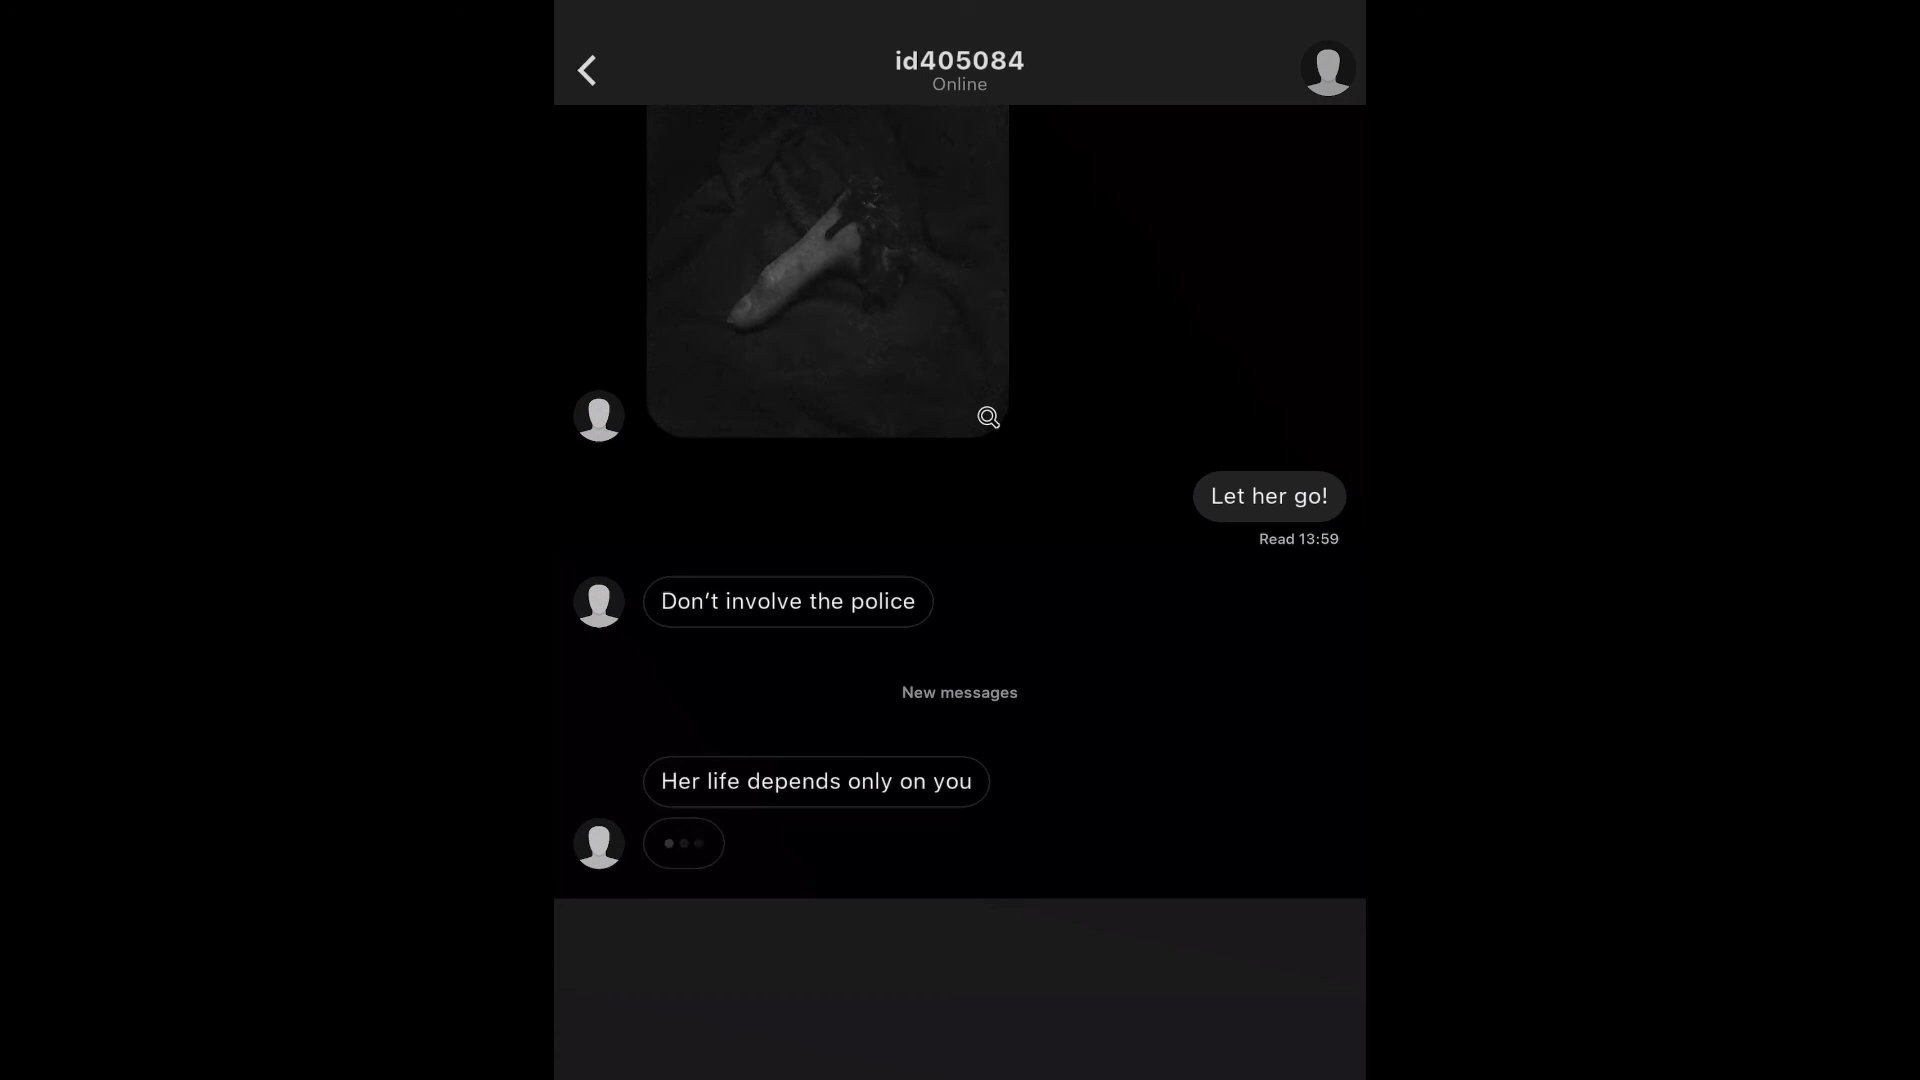 id405084
Online
Let her go!
Read 13:59
Don’t involve the police
New messages
Her life depends only on you